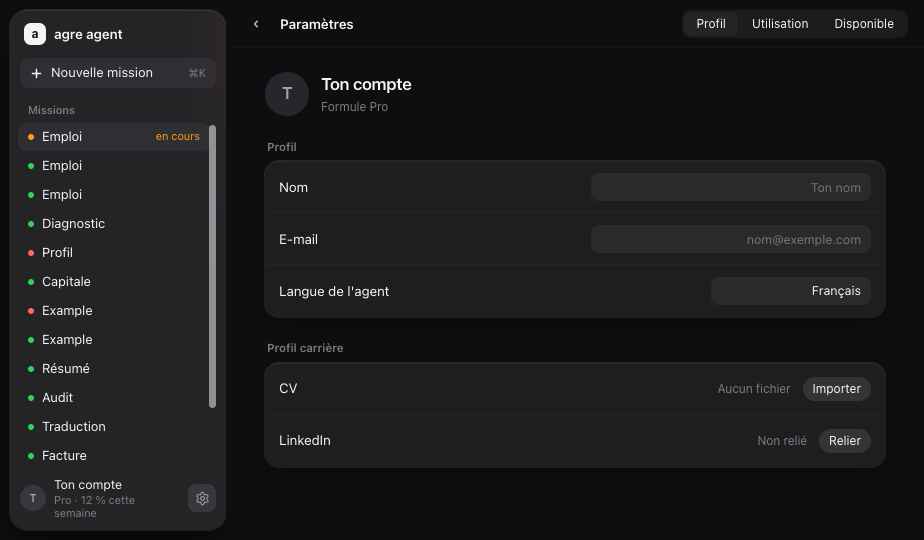 a agre agent
+ Nouvelle mission ⌘K
Missions
Emploi en cours
Emploi
Emploi
Diagnostic
Profil
Capitale
Example
Example
Résumé
Audit
Traduction
Facture
T Ton compte
Pro · 12 % cette
semaine
‹ Paramètres
Profil Utilisation Disponible
T
Ton compte
Formule Pro
Profil
Nom Ton nom
E-mail nom@exemple.com
Langue de l'agent Français
Profil carrière
CV Aucun fichier Importer
LinkedIn Non relié Relier